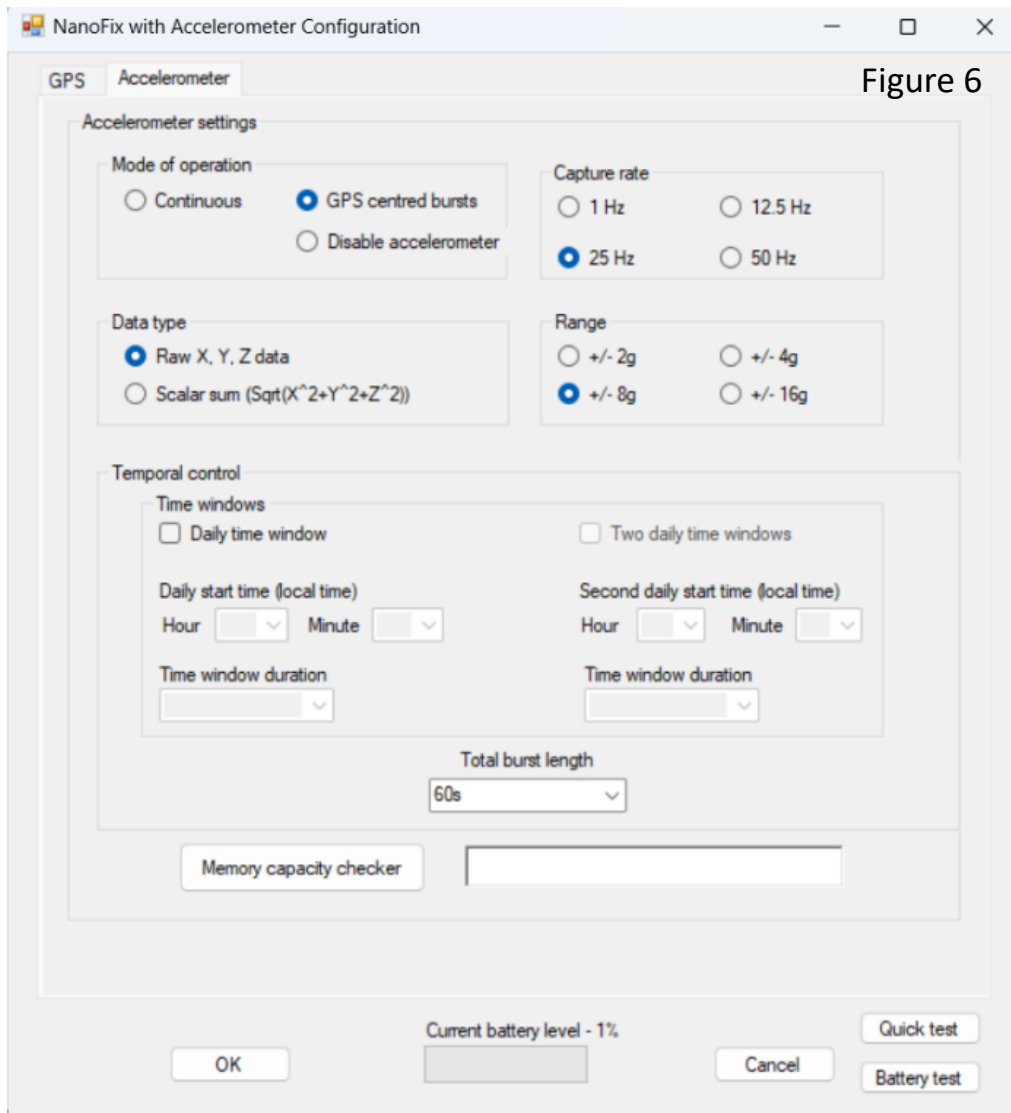 NanoFix with Accelerometer Configuration
GPS Accelerometer Figure 6
Accelerometer settings
Mode of operation
Continuous GPS centred bursts
Disable accelerometer
Capture rate
1 Hz 12.5 Hz
25 Hz 50 Hz
Data type
Raw X, Y, Z data
Scalar sum (Sqrt(X^2+Y^2+Z^2))
Range
+/- 2g +/- 4g
+/- 8g +/- 16g
Temporal control
Time windows
Daily time window Two daily time windows
Daily start time (local time) Second daily start time (local time)
Hour Minute Hour Minute
Time window duration Time window duration
Total burst length
60s
Memory capacity checker
Current battery level - 1%
OK Cancel
Quick test
Battery test